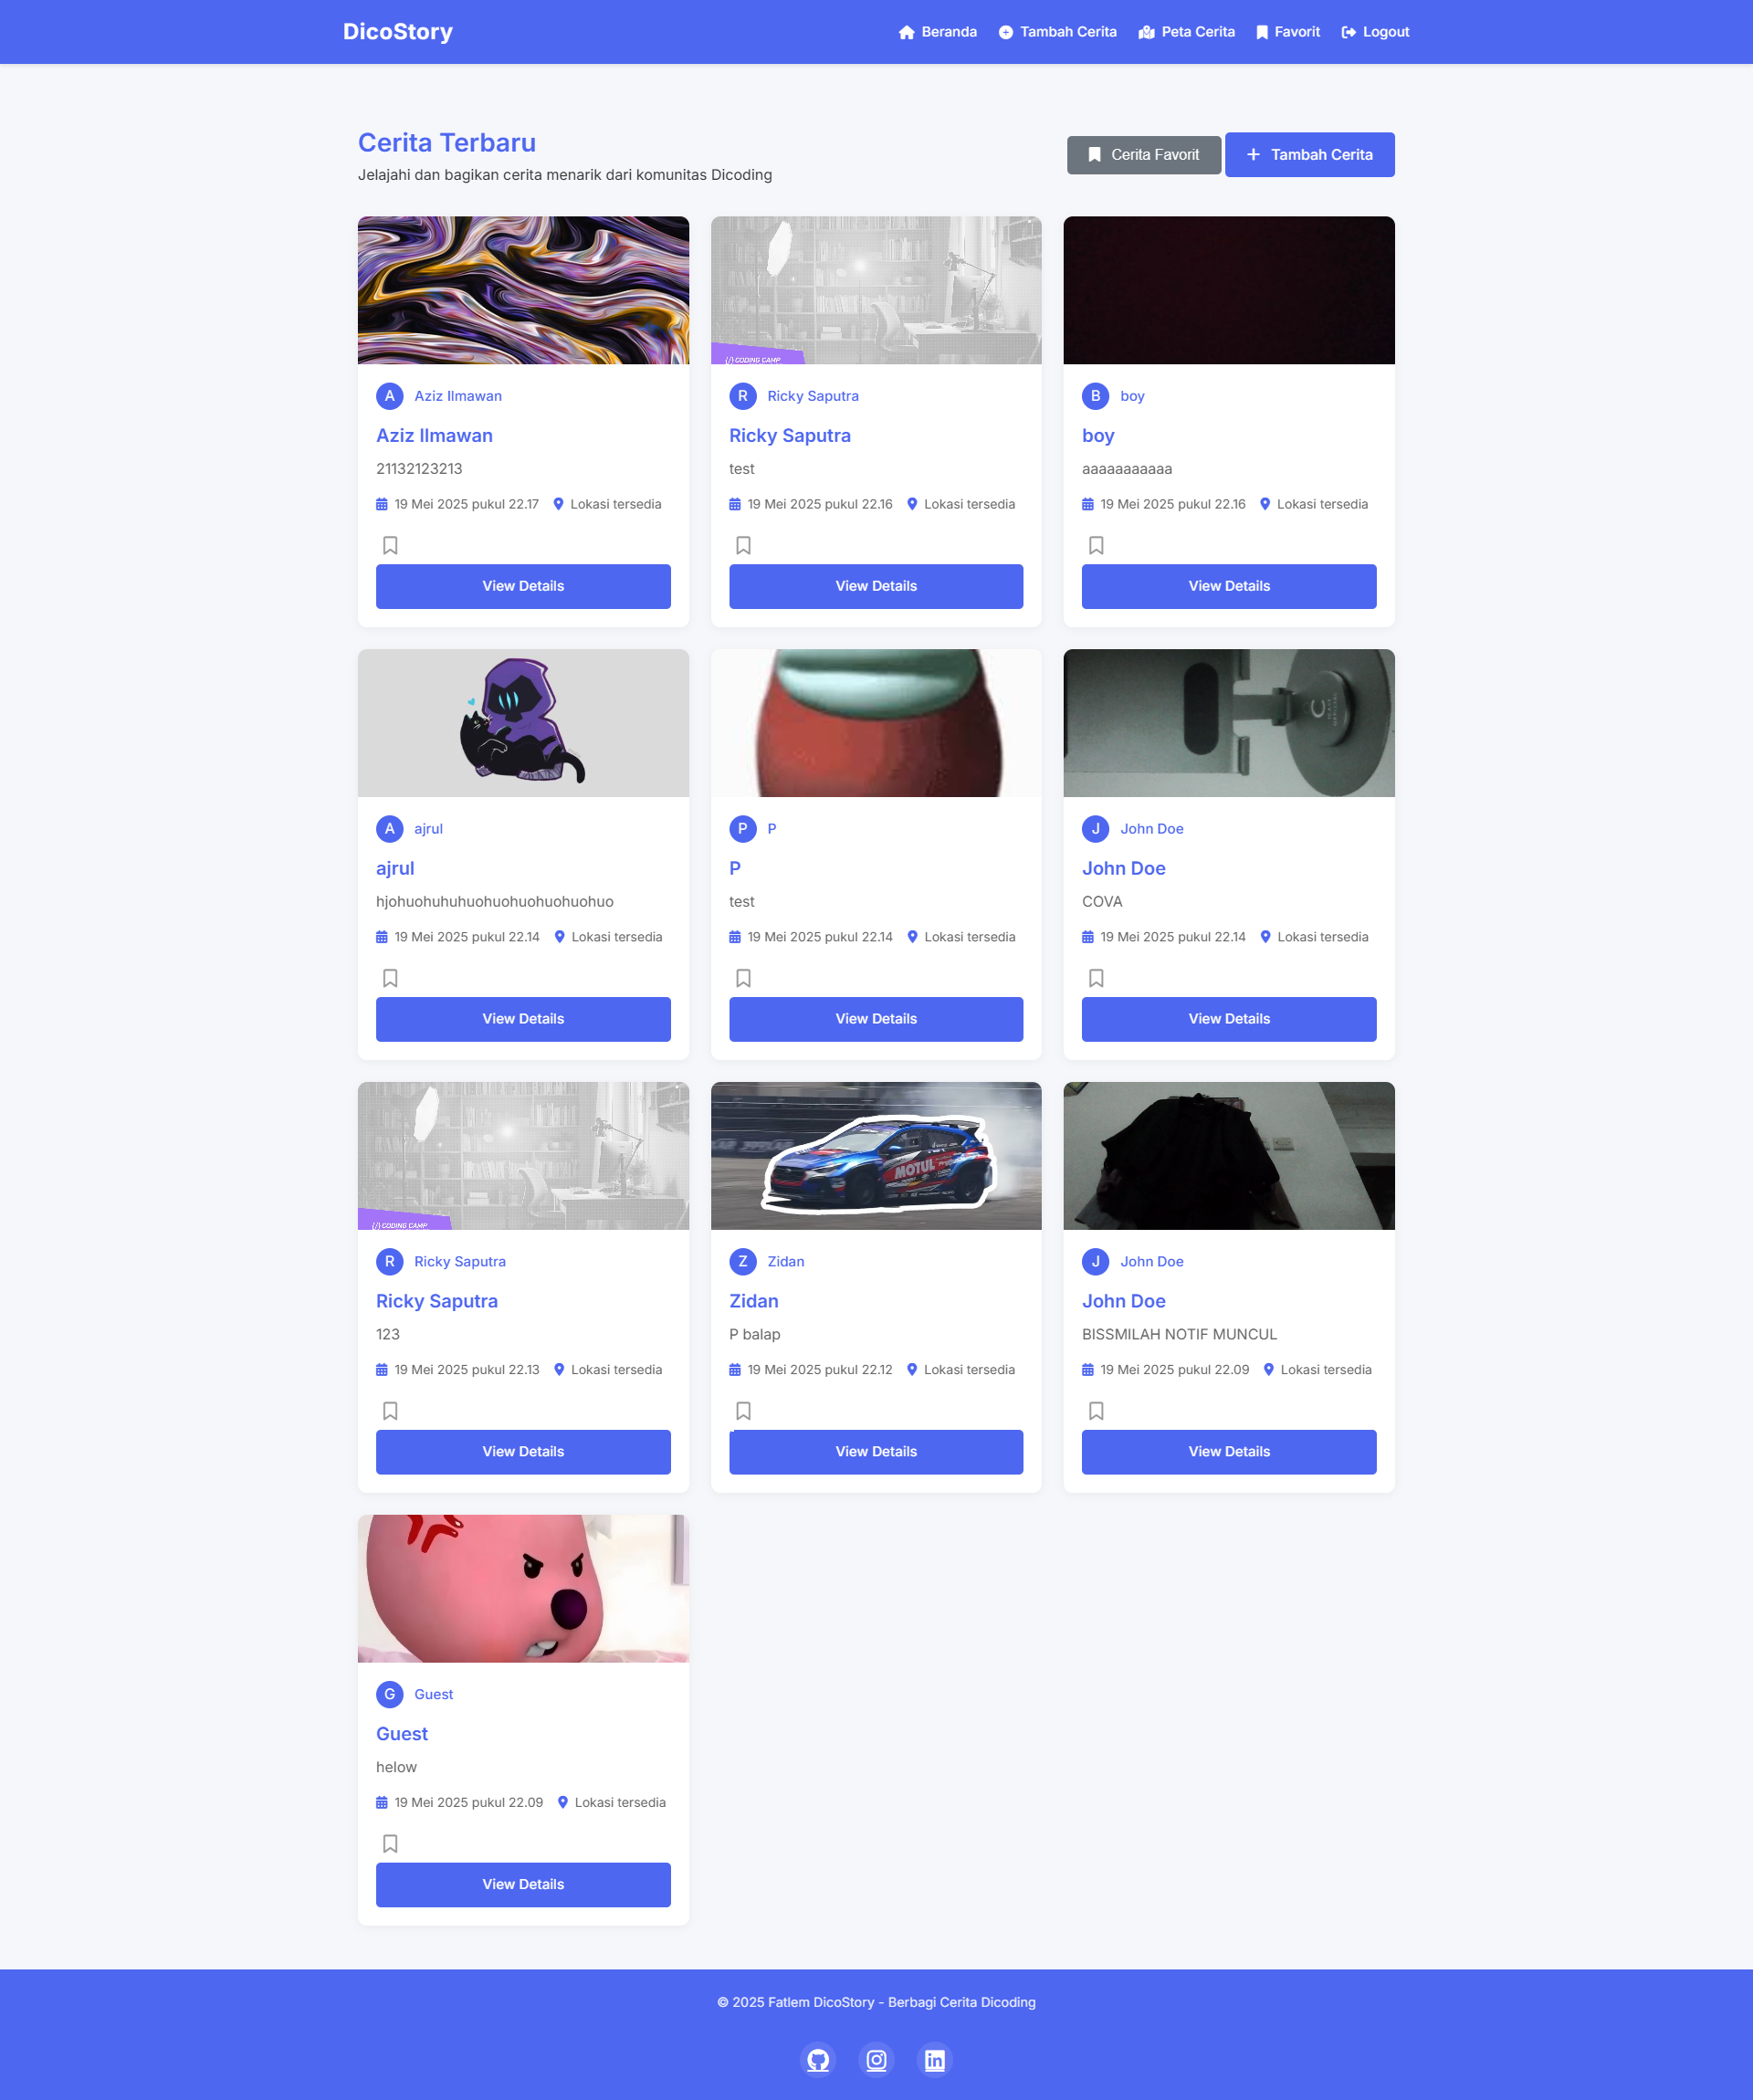 DicoStory
Beranda
Tambah Cerita
Peta Cerita
Favorit
Logout
Cerita Terbaru
Jelajahi dan bagikan cerita menarik dari komunitas Dicoding
Cerita Favorit
Tambah Cerita
A Aziz Ilmawan
Aziz Ilmawan
21132123213
19 Mei 2025 pukul 22.17 Lokasi tersedia
View Details
{/} CODING CAMP
R Ricky Saputra
Ricky Saputra
test
19 Mei 2025 pukul 22.16 Lokasi tersedia
View Details
B boy
boy
aaaaaaaaaaa
19 Mei 2025 pukul 22.16 Lokasi tersedia
View Details
A ajrul
ajrul
hjohuohuhuhuohuohuohuohuohuo
19 Mei 2025 pukul 22.14 Lokasi tersedia
View Details
P P
P
test
19 Mei 2025 pukul 22.14 Lokasi tersedia
View Details
J John Doe
John Doe
COVA
19 Mei 2025 pukul 22.14 Lokasi tersedia
View Details
{/} CODING CAMP
R Ricky Saputra
Ricky Saputra
123
19 Mei 2025 pukul 22.13 Lokasi tersedia
View Details
MOTUL
Z Zidan
Zidan
P balap
19 Mei 2025 pukul 22.12 Lokasi tersedia
View Details
J John Doe
John Doe
BISSMILAH NOTIF MUNCUL
19 Mei 2025 pukul 22.09 Lokasi tersedia
View Details
G Guest
Guest
helow
19 Mei 2025 pukul 22.09 Lokasi tersedia
View Details
© 2025 Fatlem DicoStory - Berbagi Cerita Dicoding